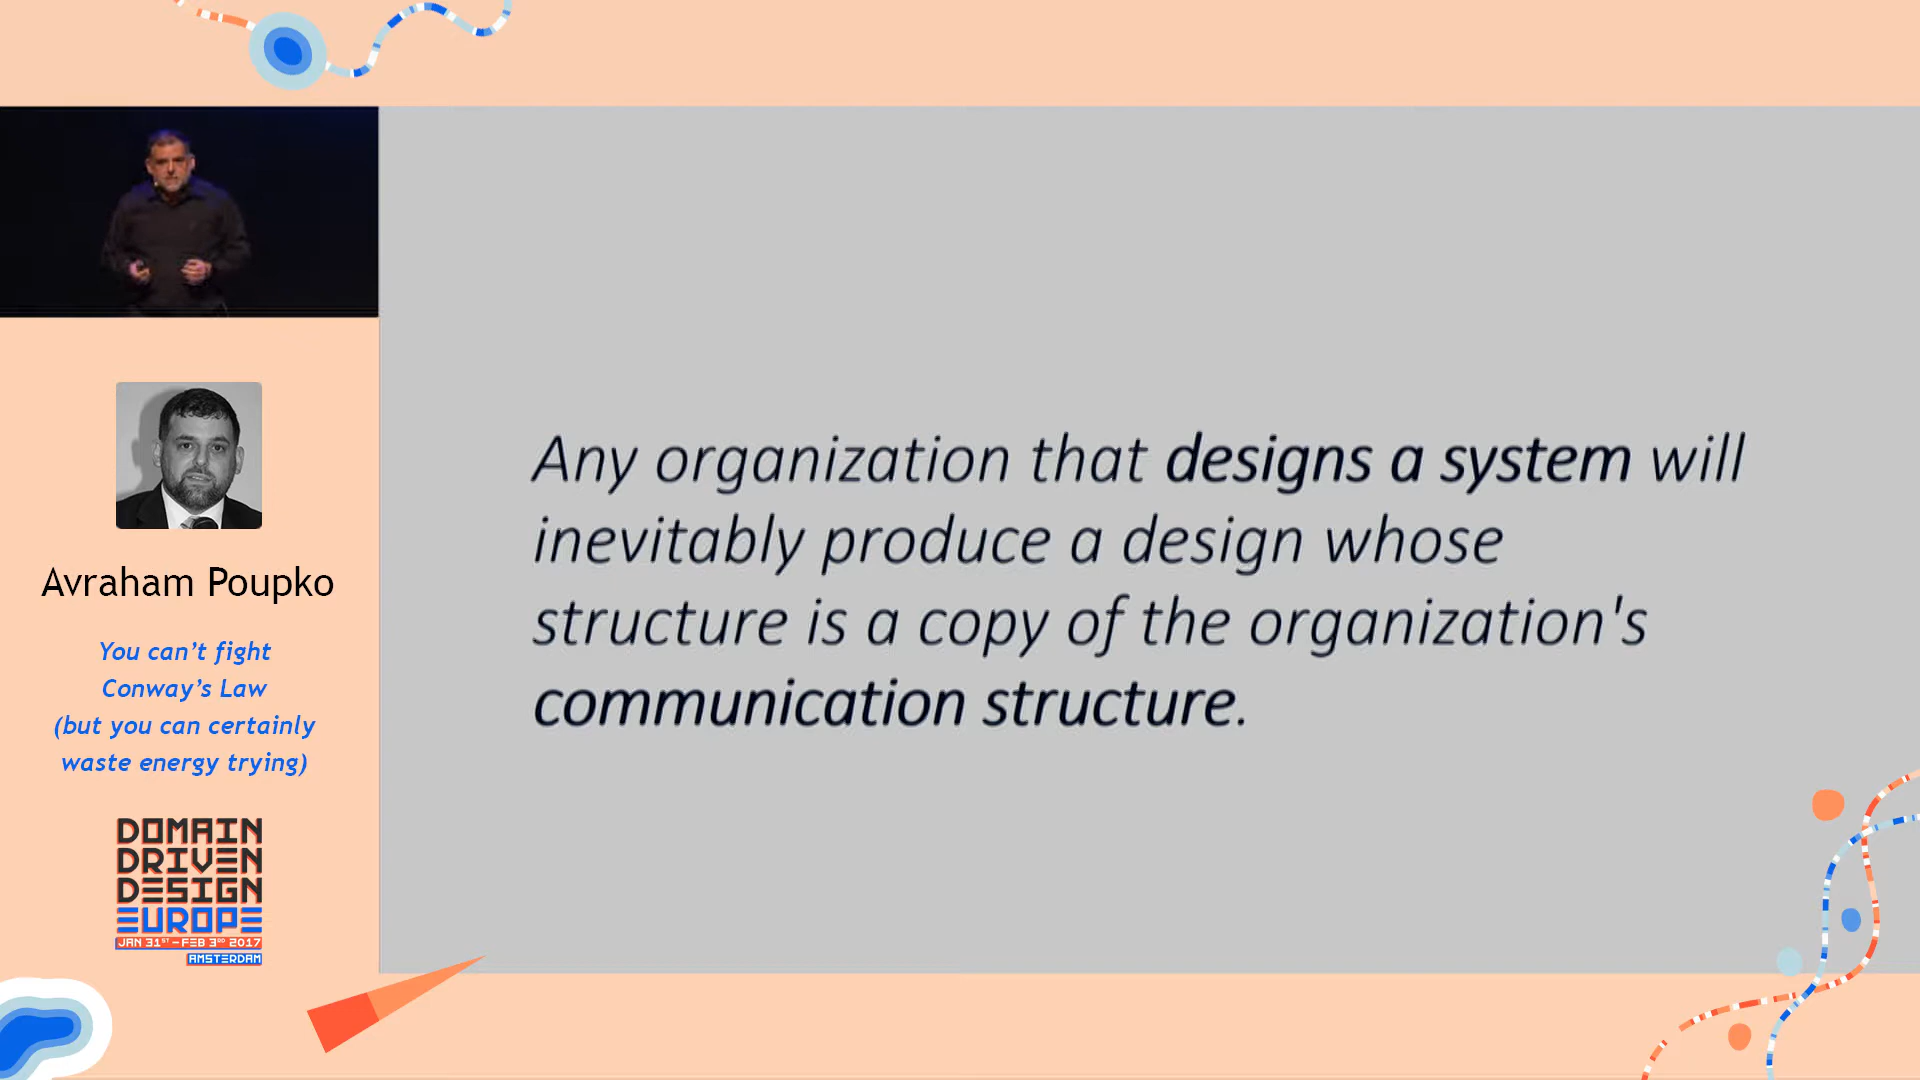 Any organization that designs a system will
inevitably produce a design whose
structure is a copy of the organization's
communication structure.
Avraham Poupko
You can't fight
Conway's Law
(but you can certainly
waste energy trying)
DOMAIN
DRIVEN
DESIGN
EUROPE
JAN 31ST - FEB 3RD 2017
AMSTERDAM